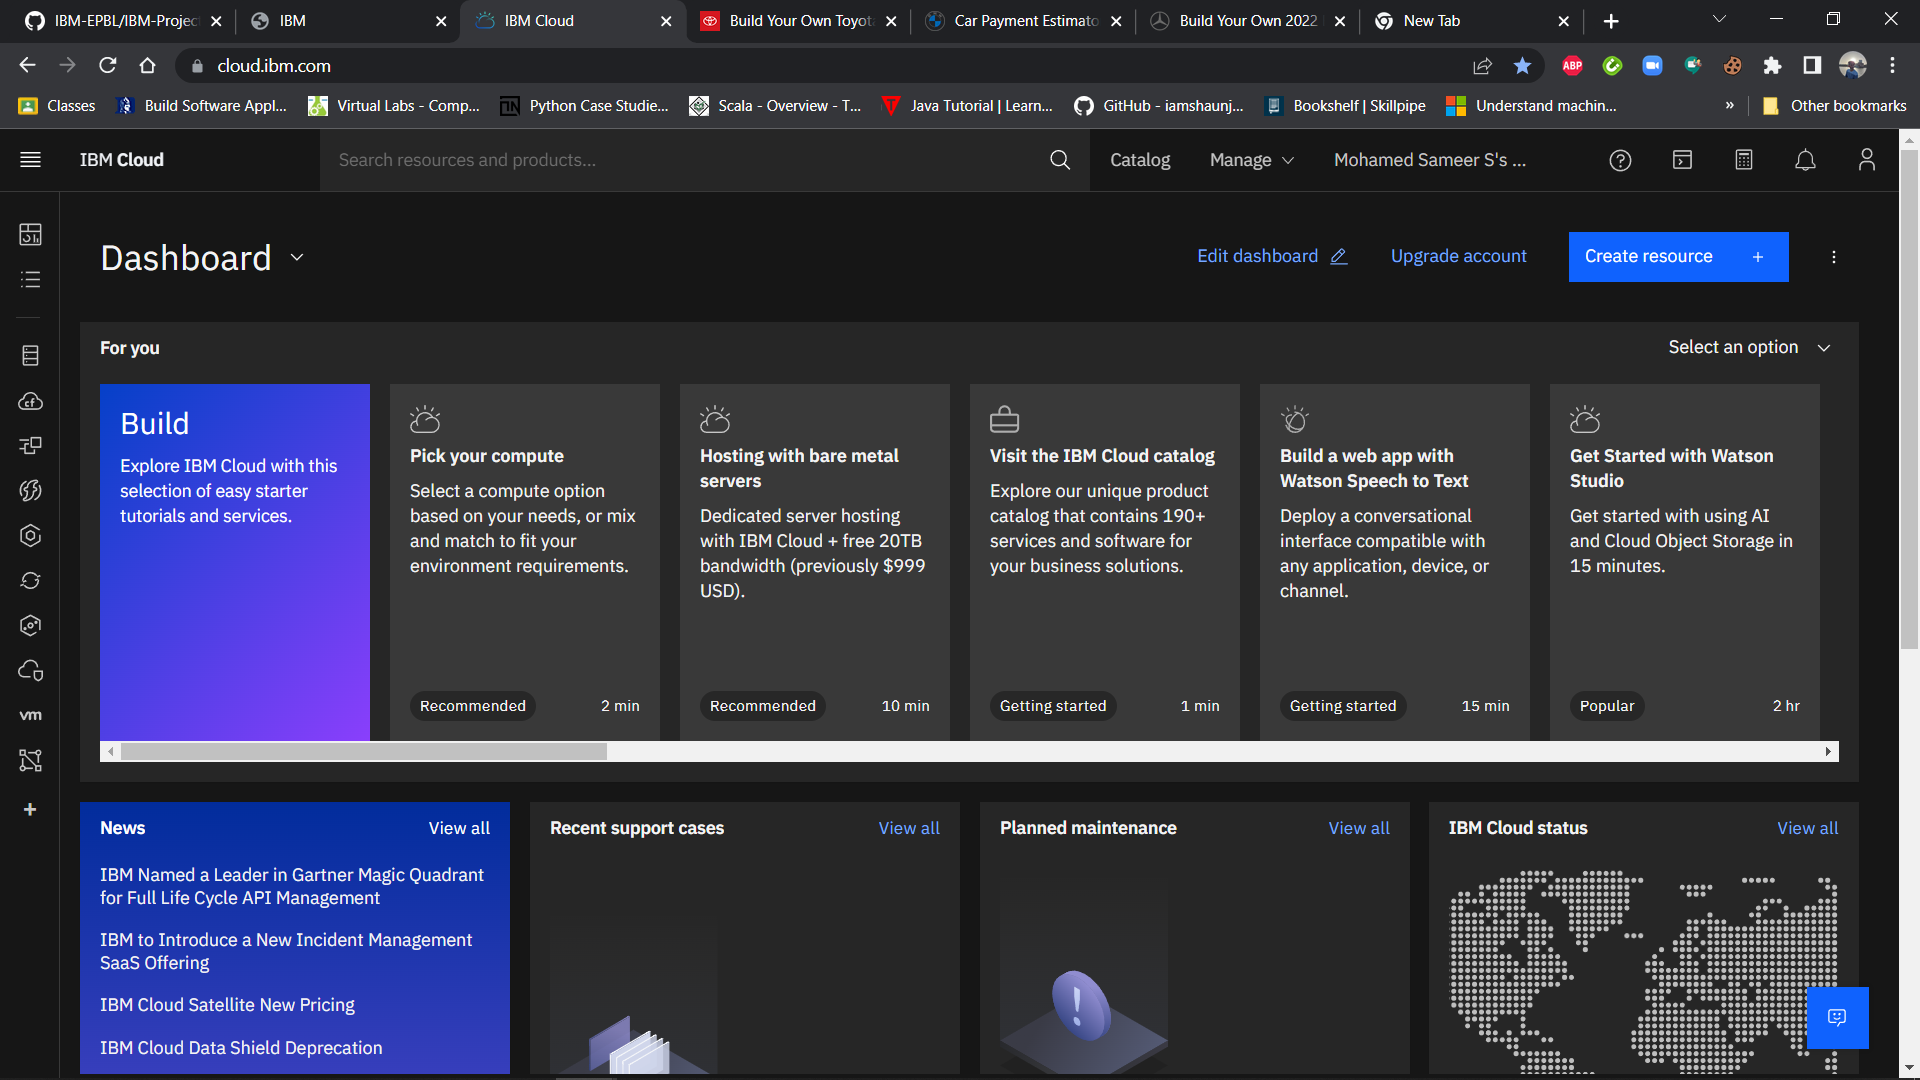 IBM-EPBL/IBM-Projec
IBM
IBM Cloud
Build Your Own Toyot
Car Payment Estimato
Build Your Own 2022
New Tab
cloud.ibm.com
ABP
Classes
Build Software Appl...
Virtual Labs - Comp...
Python Case Studie...
Scala - Overview - T...
Java Tutorial | Learn...
GitHub - iamshaunj...
Bookshelf | Skillpipe
Understand machin...
»
Other bookmarks
IBM Cloud
Search resources and products...
Catalog
Manage
Mohamed Sameer S's ...
Dashboard
Edit dashboard
Upgrade account
Create resource +
For you
Select an option
Build
Explore IBM Cloud with this
selection of easy starter
tutorials and services.
Pick your compute
Select a compute option
based on your needs, or mix
and match to fit your
environment requirements.
Recommended
2 min
Hosting with bare metal
servers
Dedicated server hosting
with IBM Cloud + free 20TB
bandwidth (previously $999
USD).
Recommended
10 min
Visit the IBM Cloud catalog
Explore our unique product
catalog that contains 190+
services and software for
your business solutions.
Getting started
1 min
Build a web app with
Watson Speech to Text
Deploy a conversational
interface compatible with
any application, device, or
channel.
Getting started
15 min
Get Started with Watson
Studio
Get started with using AI
and Cloud Object Storage in
15 minutes.
Popular
2 hr
cf
vm
News
View all
IBM Named a Leader in Gartner Magic Quadrant
for Full Life Cycle API Management
IBM to Introduce a New Incident Management
SaaS Offering
IBM Cloud Satellite New Pricing
IBM Cloud Data Shield Deprecation
Recent support cases
View all
Planned maintenance
View all
IBM Cloud status
View all